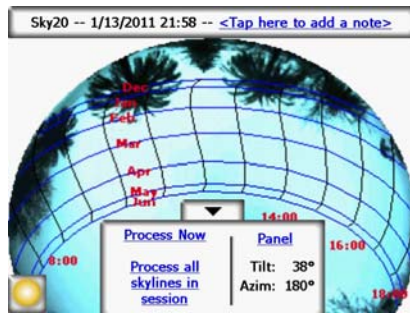 Sky20 -- 1/13/2011 21:58 -- <Tap here to add a note>
Dec
Jan
Feb
Mar
Apr
May
Jun
8:00
14:00
16:00
18:00
Process Now
Process all
skylines in
session
Panel
Tilt: 38°
Azim: 180°